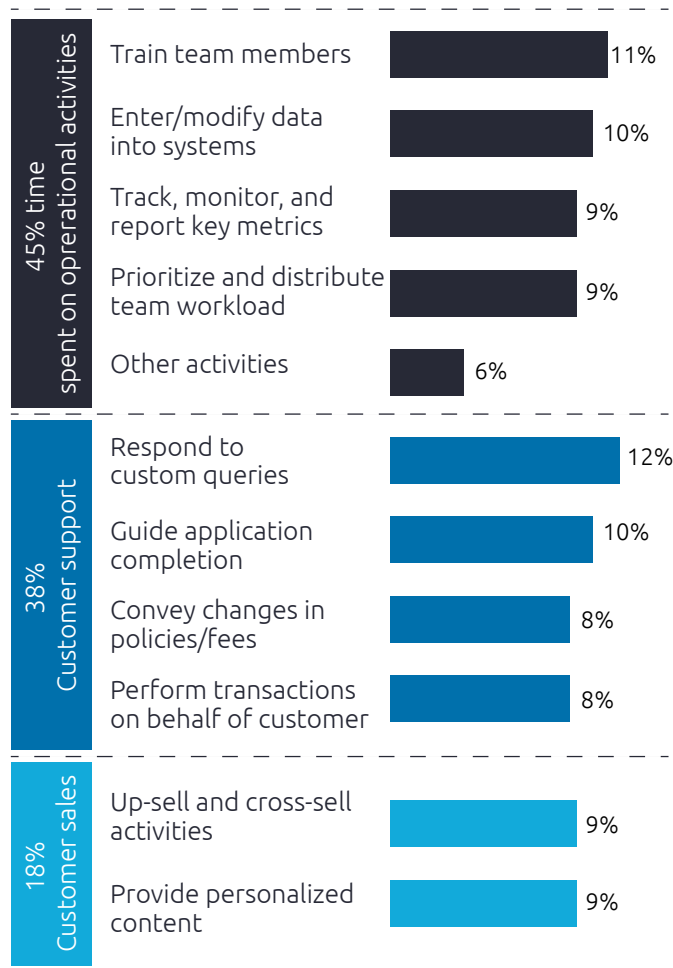 45% time
spent on oprerational activities
Train team members
11%
Enter/modify data
into systems
10%
Track, monitor, and
report key metrics
9%
Prioritize and distribute
team workload
9%
Other activities
6%
38%
Customer support
Respond to
custom queries
12%
Guide application
completion
10%
Convey changes in
policies/fees
8%
Perform transactions
on behalf of customer
8%
18%
Customer sales
Up-sell and cross-sell
activities
9%
Provide personalized
content
9%